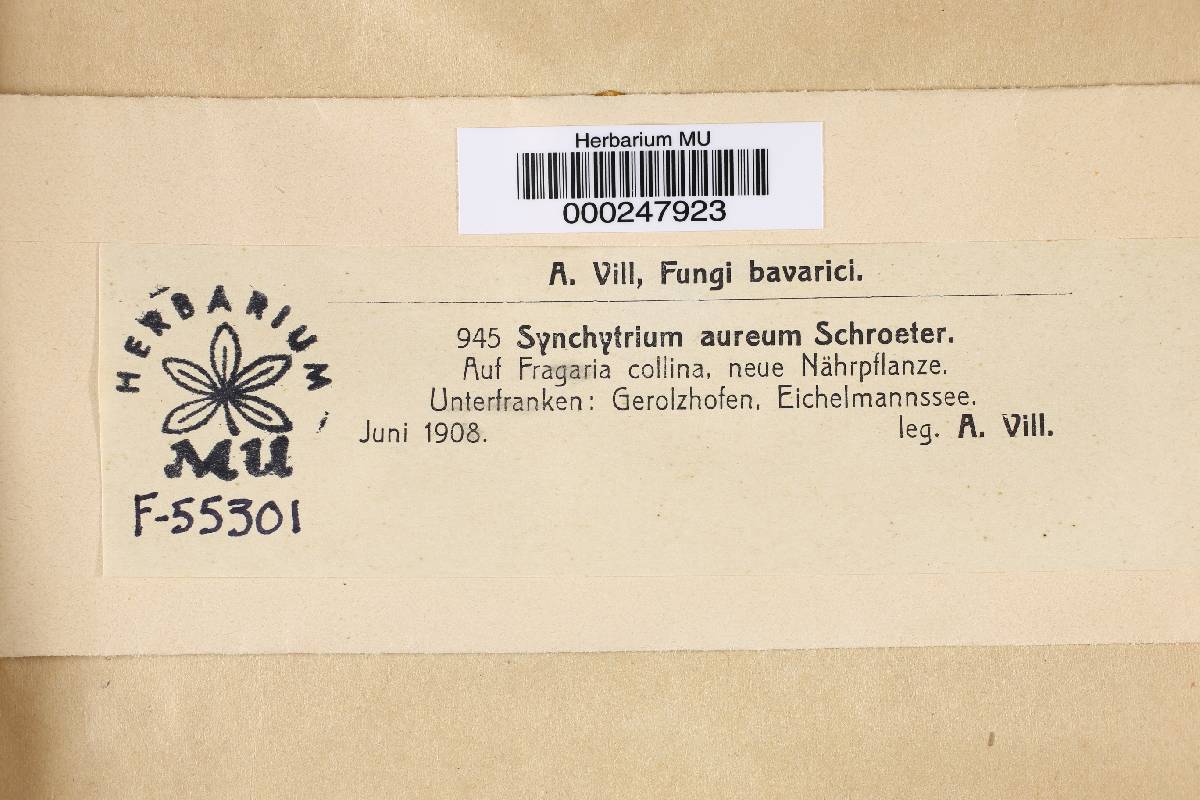 Herbarium MU
000247923
A. Vill, Fungi bavarici.
HERBARIUM
MU
F-55301
945 Synchytrium aureum Schroeter.
Auf Fragaria collina, neue Nährpflanze.
Unterfranken: Gerolzhofen, Eichelmannssee.
Juni 1908. leg. A. Vill.